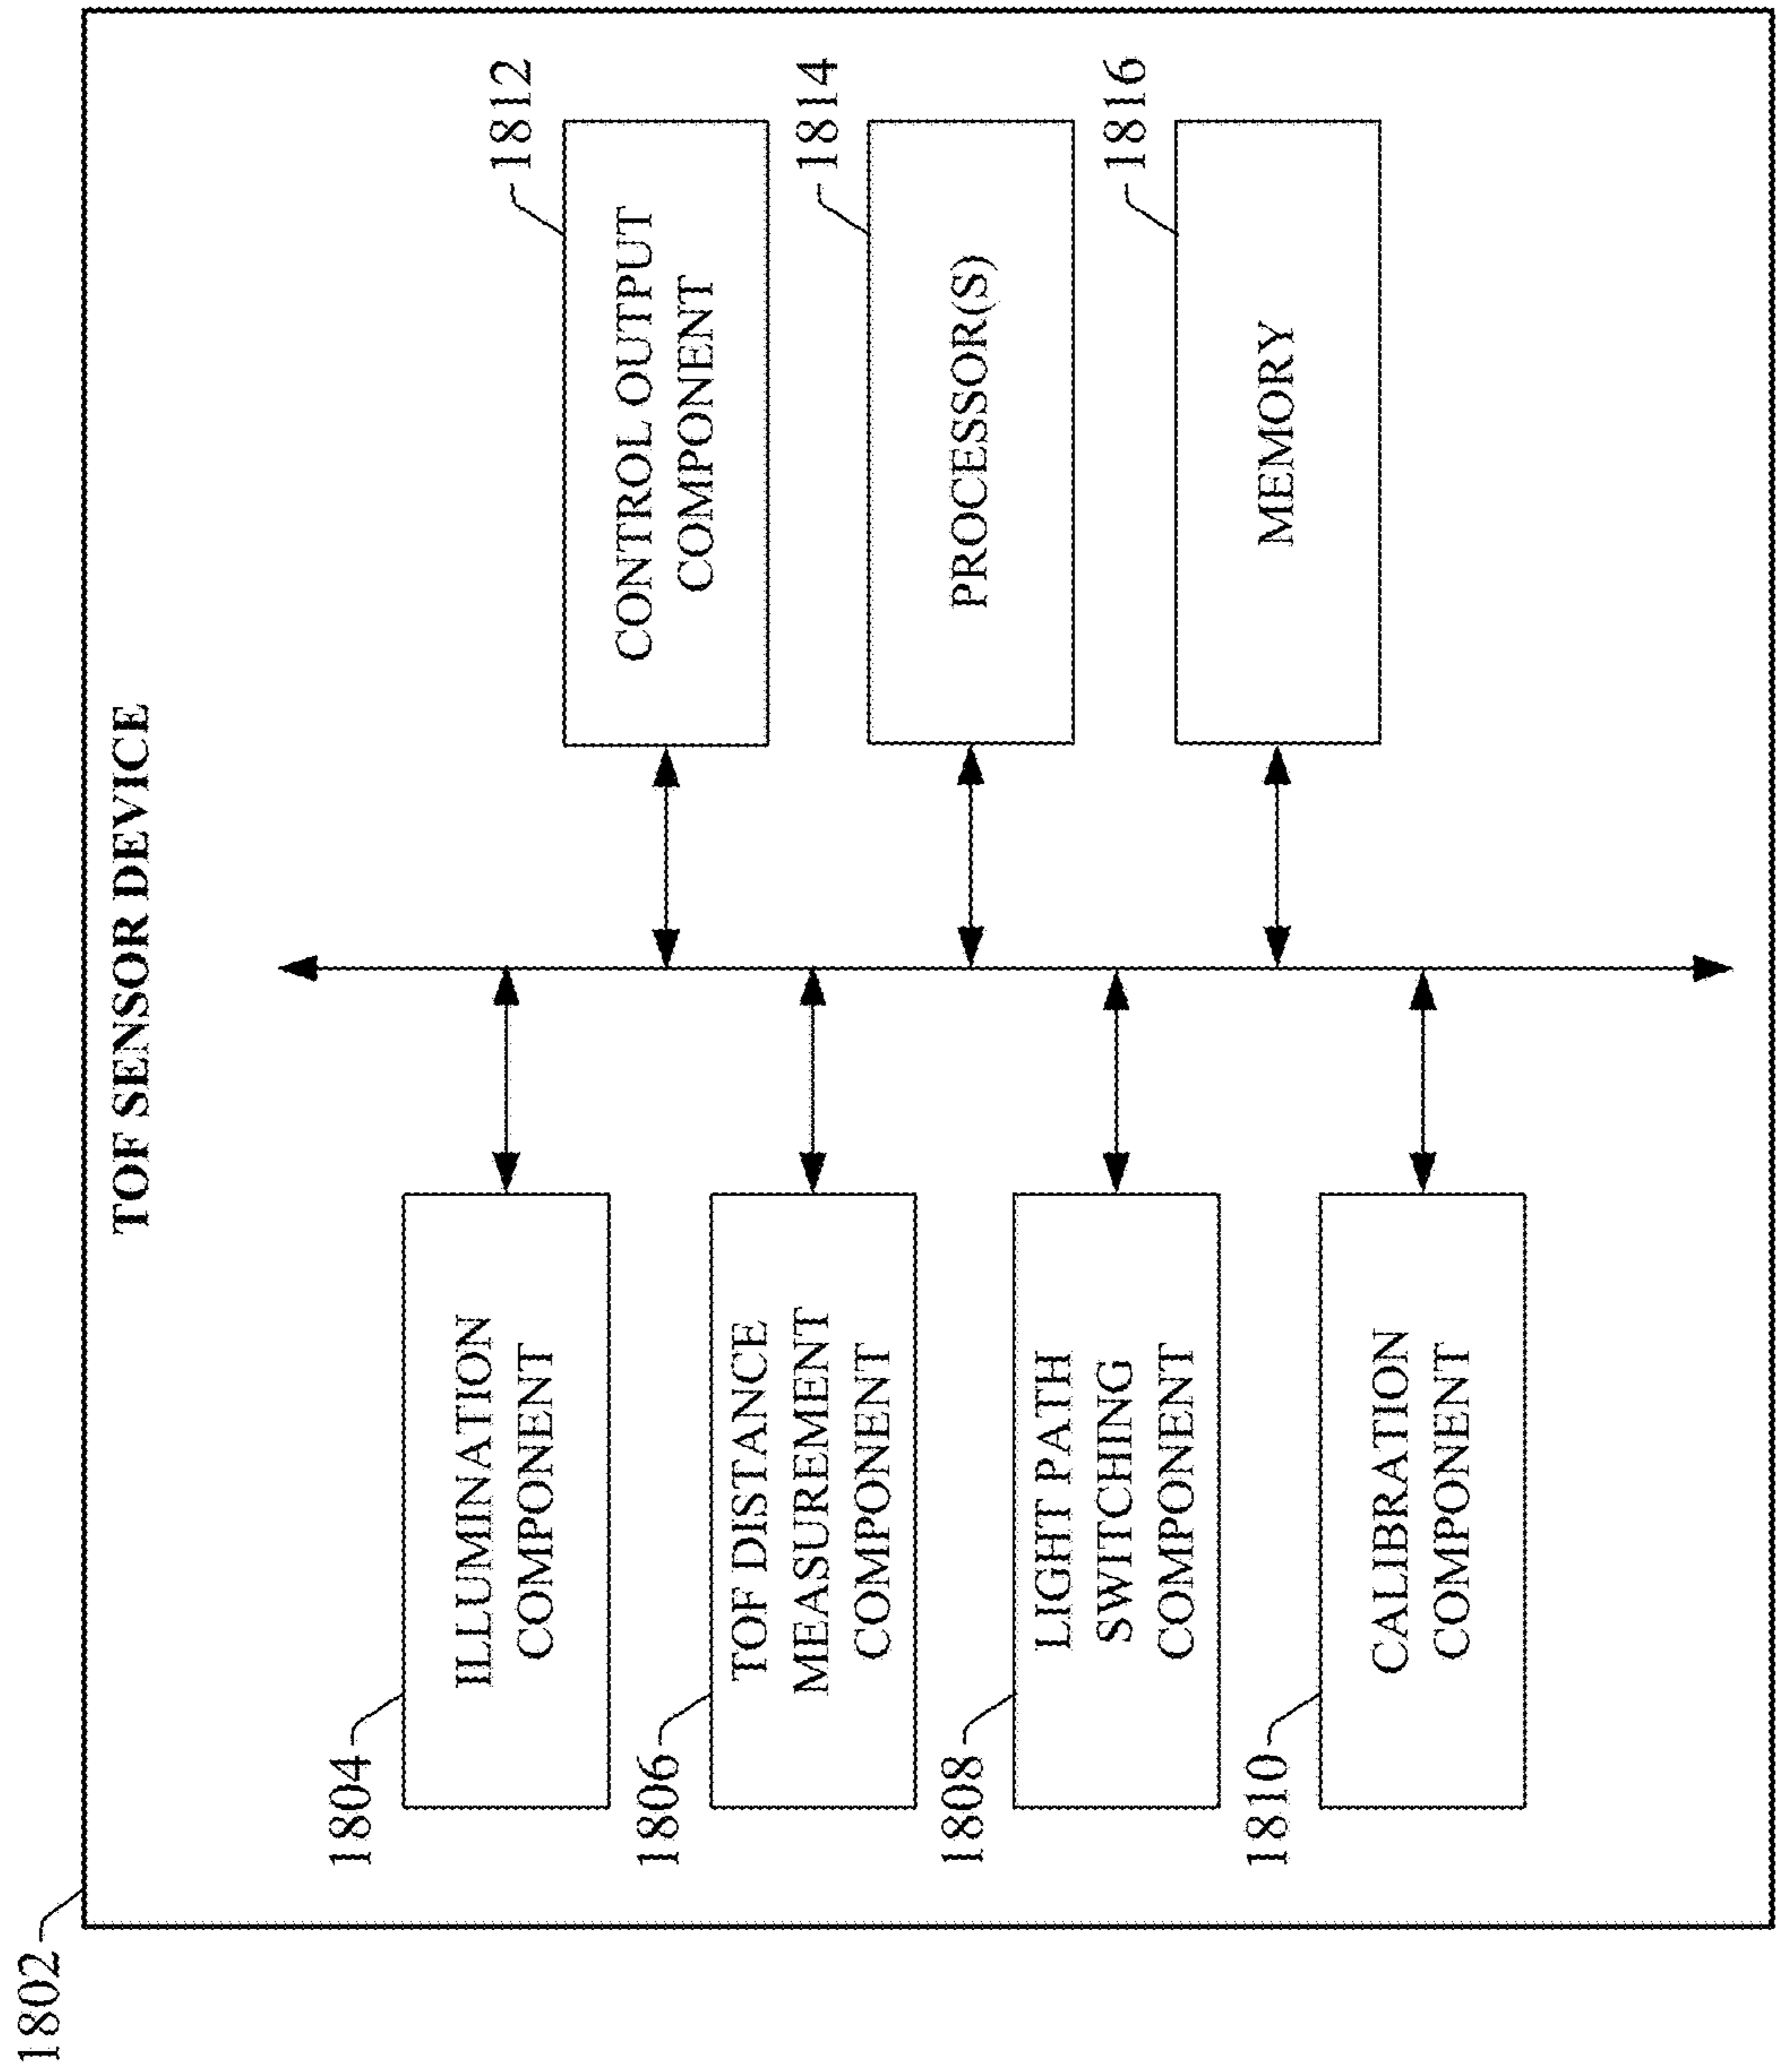 1802
TOF SENSOR DEVICE
1804
ILLUMINATION
COMPONENT
1806
TOF DISTANCE
MEASUREMENT
COMPONENT
1808
LIGHT PATH
SWITCHING
COMPONENT
1810
CALIBRATION
COMPONENT
1812
CONTROL OUTPUT
COMPONENT
1814
PROCESSOR(S)
1816
MEMORY